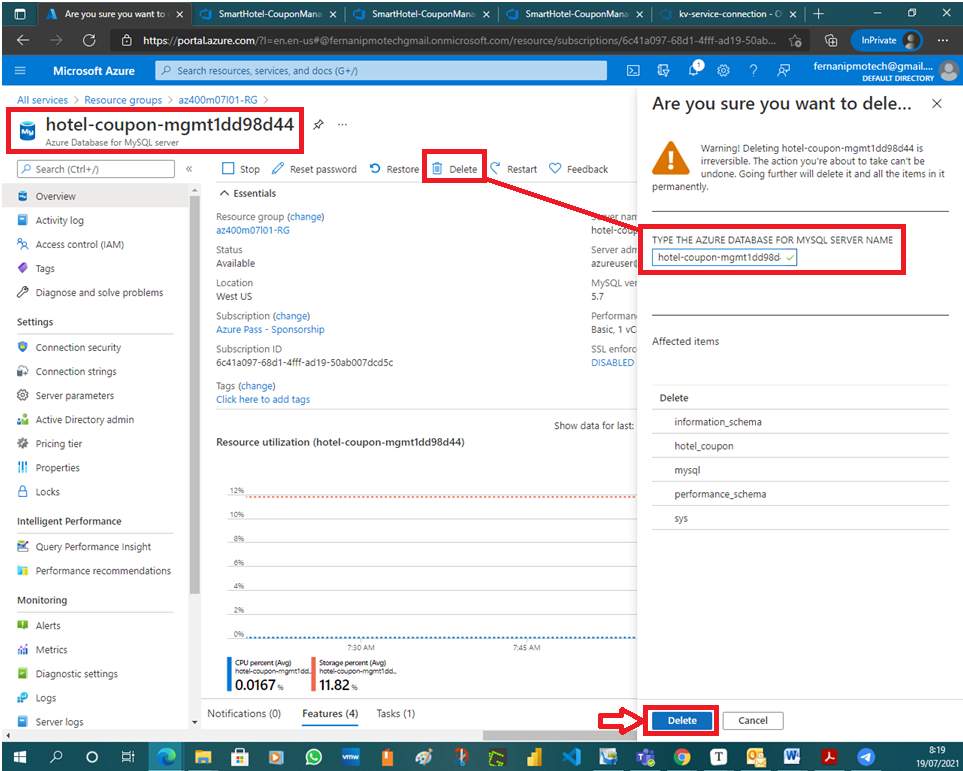 Are you sure you want to
SmartHotel-CouponMana
SmartHotel-CouponMana
SmartHotel-CouponMana
kv-service-connection - O
https://portal.azure.com/?l=en.en-us#@fernanipmotechgmail.onmicrosoft.com/resource/subscriptions/6c41a097-68d1-4fff-ad19-50ab...
InPrivate
Microsoft Azure
Search resources, services, and docs (G+/)
1
fernanipmotech@gmail....
DEFAULT DIRECTORY
All services > Resource groups > az400m07l01-RG >
hotel-coupon-mgmt1dd98d44
Azure Database for MySQL server
Search (Ctrl+/)
Overview
Activity log
Access control (IAM)
Tags
Diagnose and solve problems
Settings
Connection security
Connection strings
Server parameters
Active Directory admin
Pricing tier
Properties
Locks
Intelligent Performance
Query Performance Insight
Performance recommendations
Monitoring
Alerts
Metrics
Diagnostic settings
Logs
Server logs
Stop
Reset password
Restore
Delete
Restart
Feedback
Essentials
Resource group (change)
az400m07l01-RG
Status
Available
Location
West US
Subscription (change)
Azure Pass - Sponsorship
Subscription ID
6c41a097-68d1-4fff-ad19-50ab007dcd5c
Tags (change)
Click here to add tags
Server nam
hotel-coup
Server adm
azureuser@
MySQL ver
5.7
Performanc
Basic, 1 vC
SSL enforc
DISABLED
Show data for last:
Resource utilization (hotel-coupon-mgmt1dd98d44)
12%
10%
8%
6%
4%
2%
0%
7:30 AM
7:45 AM
CPU percent (Avg)
hotel-coupon-mgmt1dd...
0.0167 %
Storage percent (Avg)
hotel-coupon-mgmt1dd...
11.82 %
Notifications (0)
Features (4)
Tasks (1)
Are you sure you want to dele...
Warning! Deleting hotel-coupon-mgmt1dd98d44 is
irreversible. The action you're about to take can't be
undone. Going further will delete it and all the items in it
permanently.
TYPE THE AZURE DATABASE FOR MYSQL SERVER NAME
hotel-coupon-mgmt1dd98d
Affected items
Delete
information_schema
hotel_coupon
mysql
performance_schema
sys
Delete
Cancel
vmw
T
8:19
19/07/2021